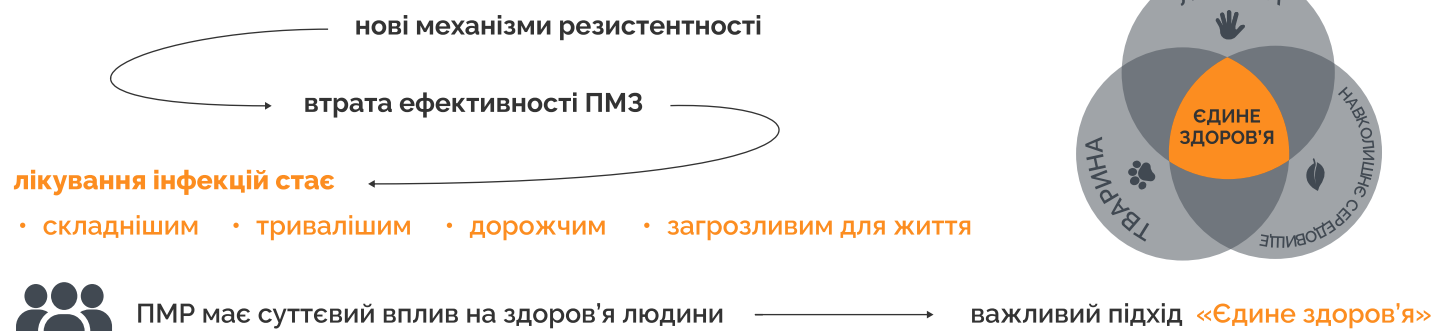 нові механізми резистентності
втрата ефективності ПМЗ
лікування інфекцій стає
• складнішим • тривалішим • дорожчим • загрозливим для життя
ПМР має суттєвий вплив на здоров'я людини
важливий підхід «Єдине здоров'я»
ЄДИНЕ
ЗДОРОВ'Я
ТВАРИНА
НАВКОЛИШНЄ СЕРЕДОВИЩЕ